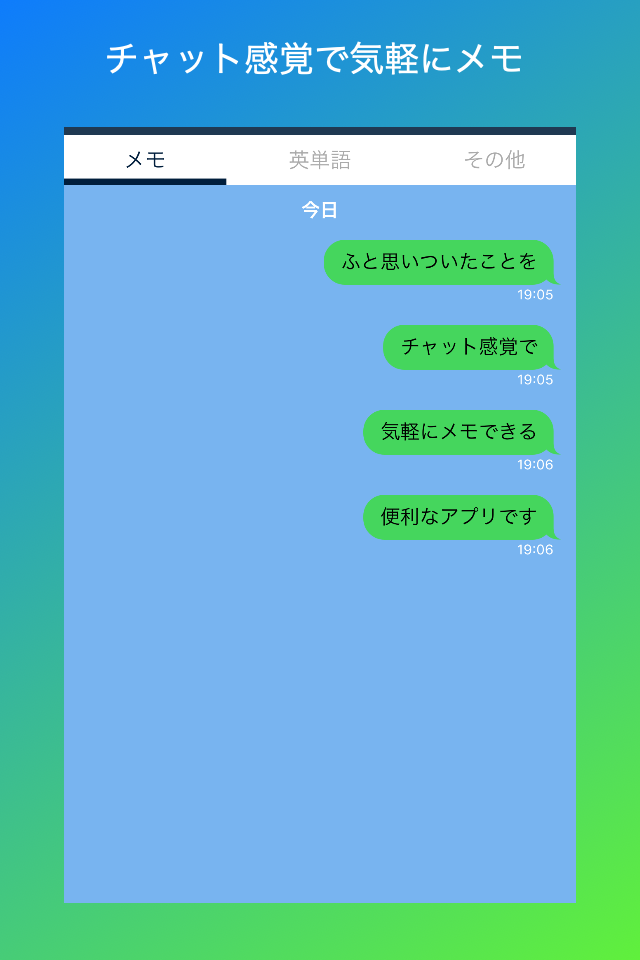 チャット感覚で気軽にメモ
メモ 英単語 その他
今日
ふと思いついたことを
19:05
チャット感覚で
19:05
気軽にメモできる
19:06
便利なアプリです
19:06